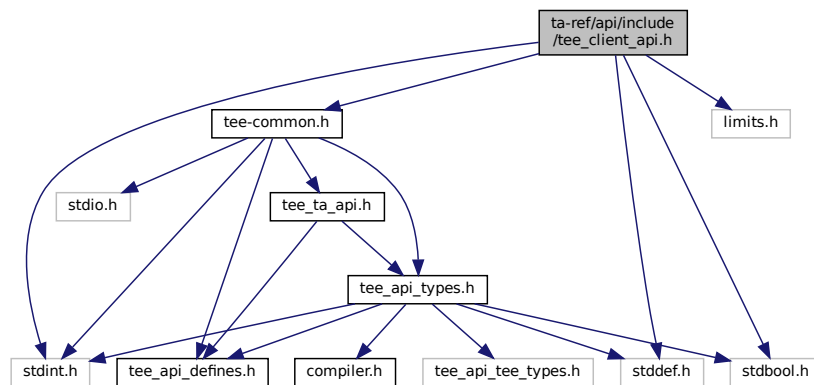 ta-ref/api/include
/tee_client_api.h
tee-common.h
limits.h
stdio.h
tee_ta_api.h
tee_api_types.h
stdint.h
tee_api_defines.h
compiler.h
tee_api_tee_types.h
stddef.h
stdbool.h